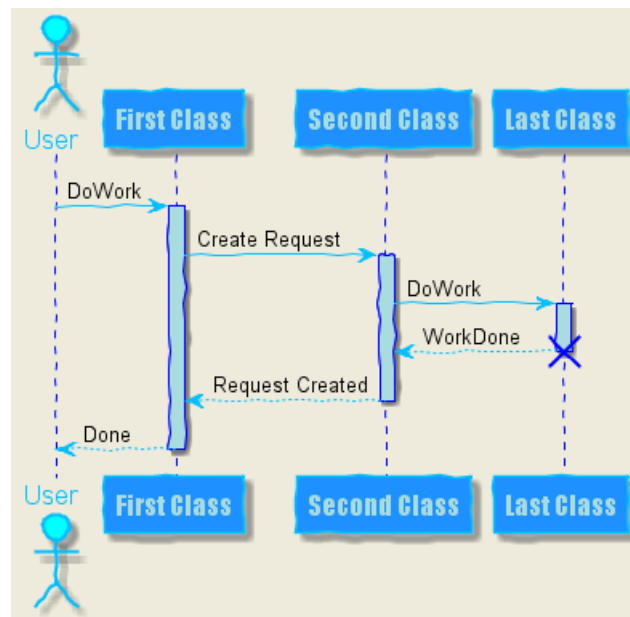 User
First Class
Second Class
Last Class
DoWork
Create Request
DoWork
WorkDone
Request Created
Done
User
First Class
Second Class
Last Class